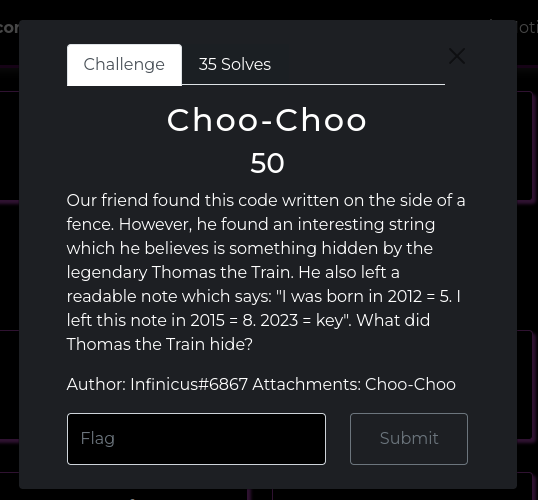 Challenge
35 Solves
Choo-Choo
50
Our friend found this code written on the side of a
fence. However, he found an interesting string
which he believes is something hidden by the
legendary Thomas the Train. He also left a
readable note which says: "I was born in 2012 = 5. I
left this note in 2015 = 8. 2023 = key". What did
Thomas the Train hide?
Author: Infinicus#6867 Attachments: Choo-Choo
Flag
Submit